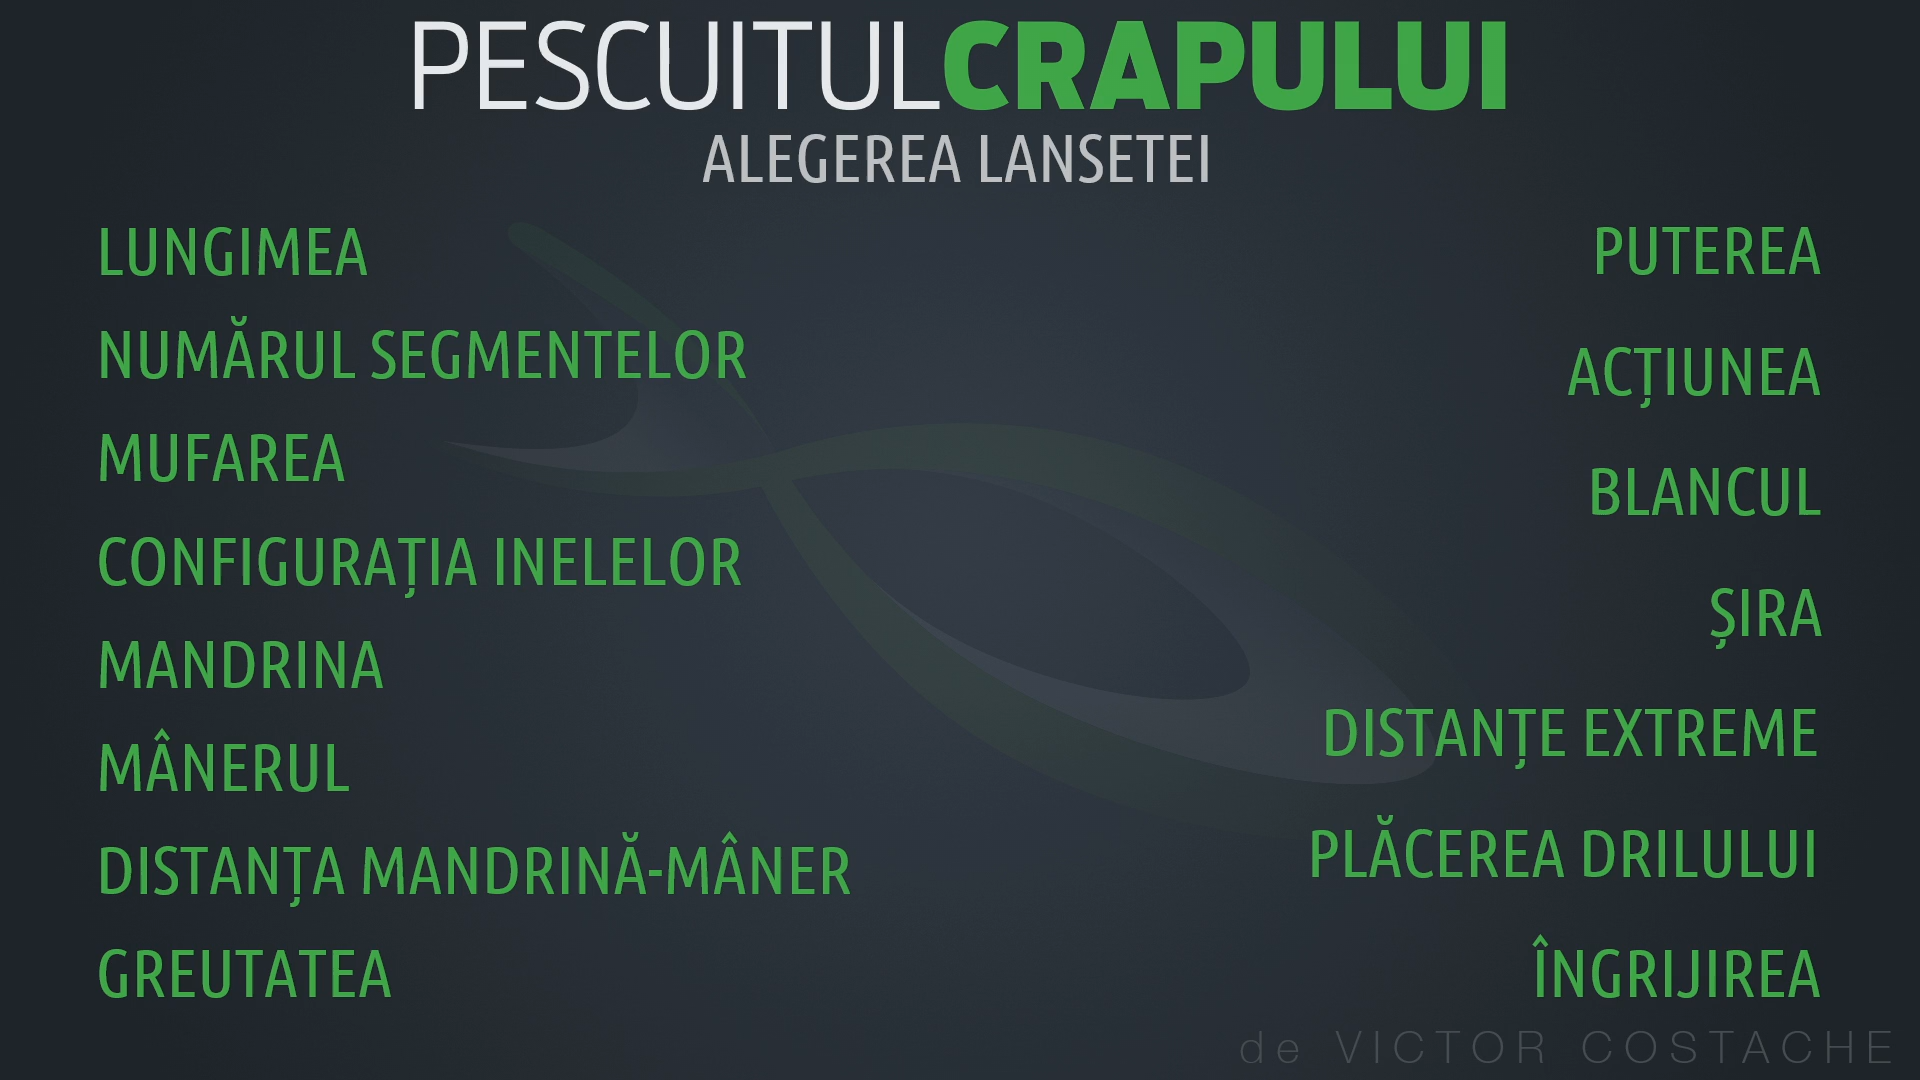 PESCUITULCRAPULUI
ALEGEREA LANSETEI
LUNGIMEA
NUMĂRUL SEGMENTELOR
MUFAREA
CONFIGURAȚIA INELELOR
MANDRINA
MÂNERUL
DISTANȚA MANDRINĂ-MÂNER
GREUTATEA
PUTEREA
ACȚIUNEA
BLANCUL
ȘIRA
DISTANȚE EXTREME
PLĂCEREA DRILULUI
ÎNGRIJIREA
de VICTOR COSTACHE